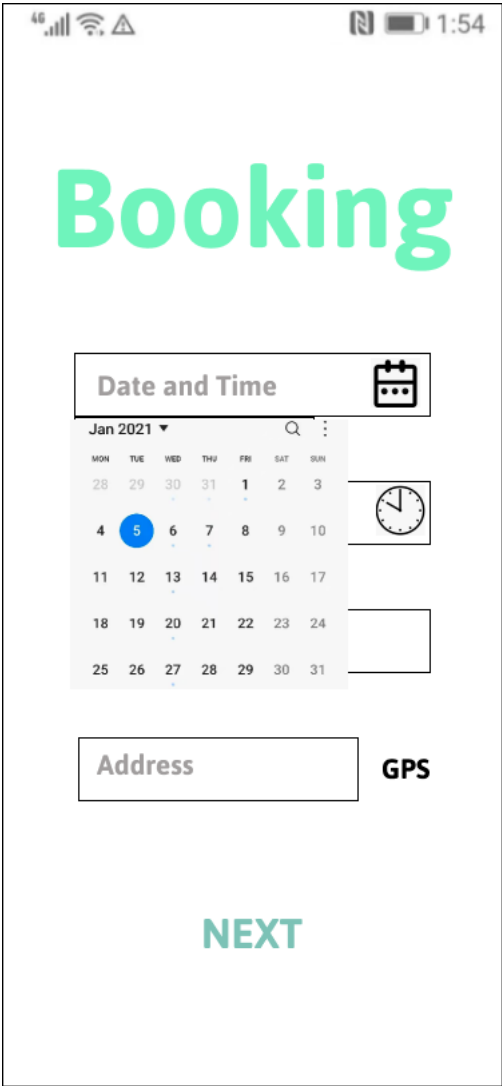 4G 1:54
Booking
Date and Time
Jan 2021
MON TUE WED THU FRI SAT SUN
28 29 30 31 1 2 3
4 5 6 7 8 9 10
11 12 13 14 15 16 17
18 19 20 21 22 23 24
25 26 27 28 29 30 31
Address GPS
NEXT